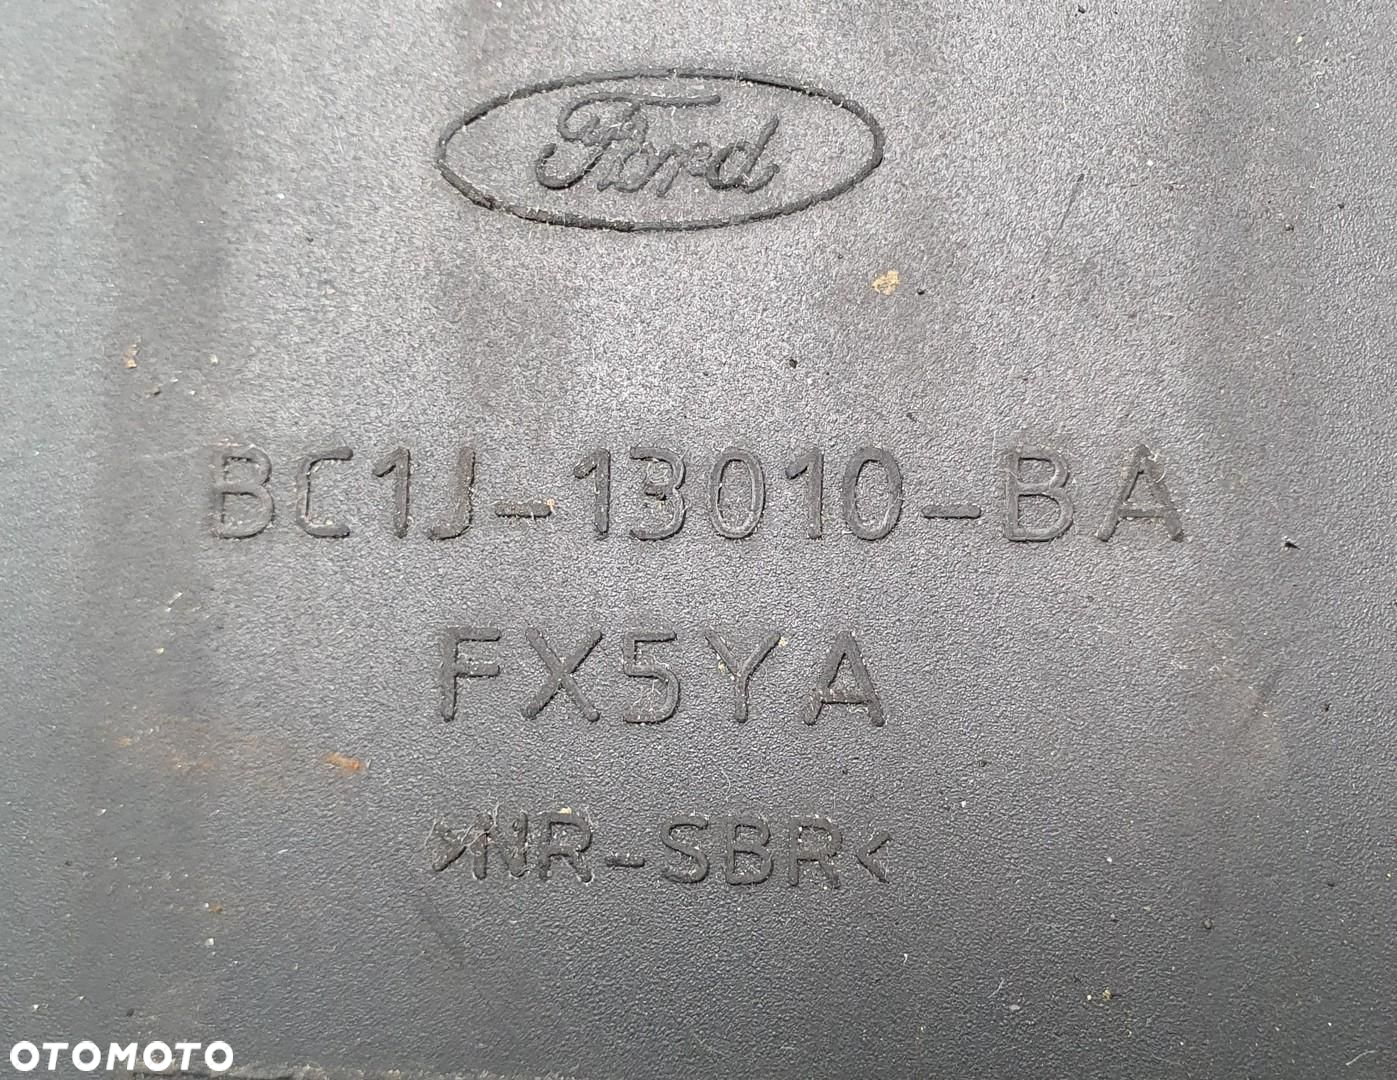 Ford
BC1J-13010-BA
FX5YA
>NR-SBR<
OTOMOTO